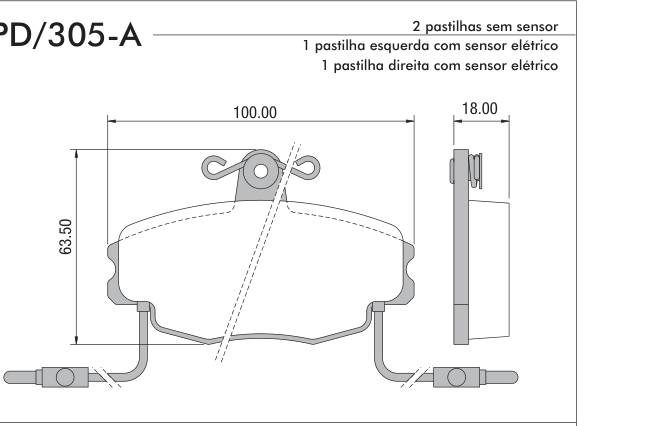 PD/305-A
2 pastilhas sem sensor
1 pastilha esquerda com sensor elétrico
1 pastilha direita com sensor elétrico
100.00
18.00
63.50